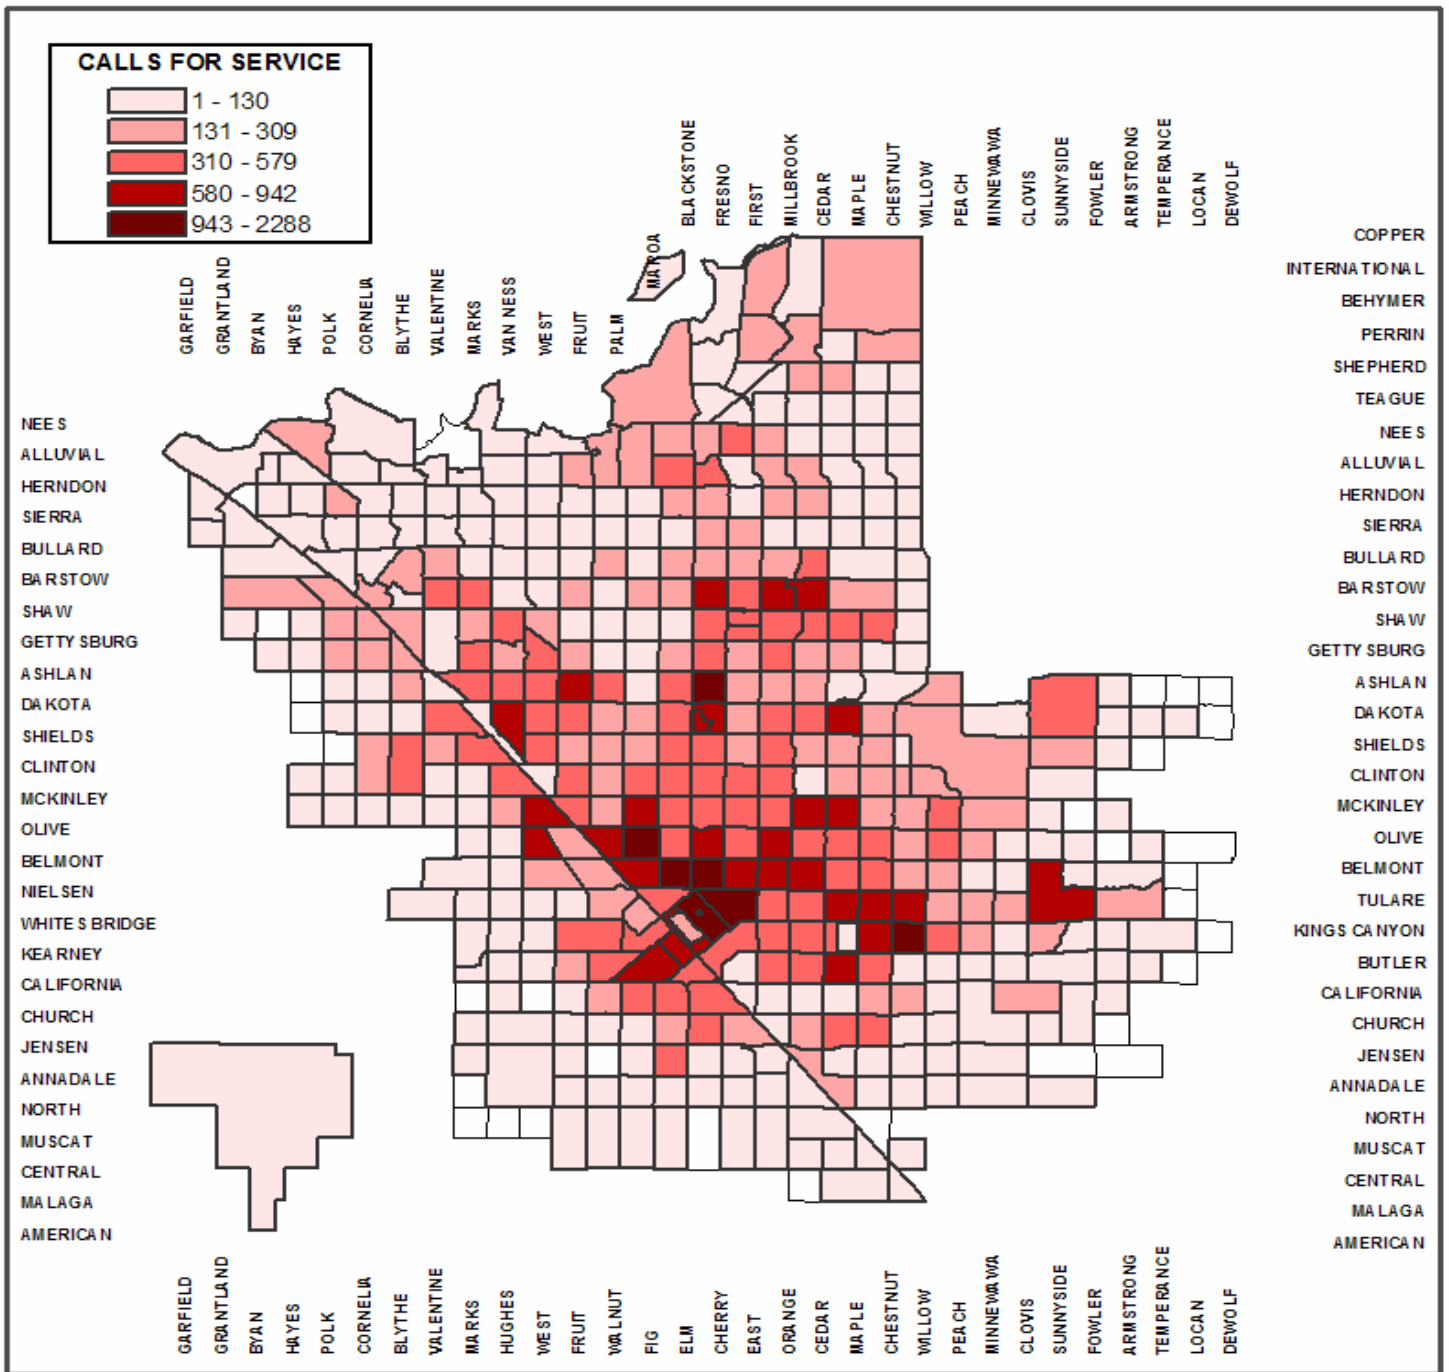 CALLS FOR SERVICE
1 - 130
131 - 309
310 - 579
580 - 942
943 - 2288
GARFIELD
GRANTLAND
BYAN
HAYES
POLK
CORNELIA
BLYTHE
VALENTINE
MARKS
VAN NESS
WEST
FRUIT
PALM
MAROA
BLACKSTONE
FRESNO
FIRST
MILLBROOK
CEDAR
MAPLE
CHESTNUT
WILLOW
PEACH
MINNEWAWA
CLOVIS
SUNNYSIDE
FOWLER
ARMSTRONG
TEMPERANCE
LOCAN
DEWOLF
NEES
ALLUVIAL
HERNDON
SIERRA
BULLARD
BARSTOW
SHAW
GETTYSBURG
ASHLAN
DAKOTA
SHIELDS
CLINTON
MCKINLEY
OLIVE
BELMONT
NIELSEN
WHITESBRIDGE
KEARNEY
CALIFORNIA
CHURCH
JENSEN
ANNADALE
NORTH
MUSCAT
CENTRAL
MALAGA
AMERICAN
COPPER
INTERNATIONAL
BEHYMER
PERRIN
SHEPHERD
TEAGUE
NEES
ALLUVIAL
HERNDON
SIERRA
BULLARD
BARSTOW
SHAW
GETTYSBURG
ASHLAN
DAKOTA
SHIELDS
CLINTON
MCKINLEY
OLIVE
BELMONT
TULARE
KINGS CANYON
BUTLER
CALIFORNIA
CHURCH
JENSEN
ANNADALE
NORTH
MUSCAT
CENTRAL
MALAGA
AMERICAN
GARFIELD
GRANTLAND
BYAN
HAYES
POLK
CORNELIA
BLYTHE
VALENTINE
MARKS
HUGHES
WEST
FRUIT
WALNUT
FIG
ELM
CHERRY
EAST
ORANGE
CEDAR
MAPLE
CHESTNUT
WILLOW
PEACH
MINNEWAWA
CLOVIS
SUNNYSIDE
FOWLER
ARMSTRONG
TEMPERANCE
LOCAN
DEWOLF